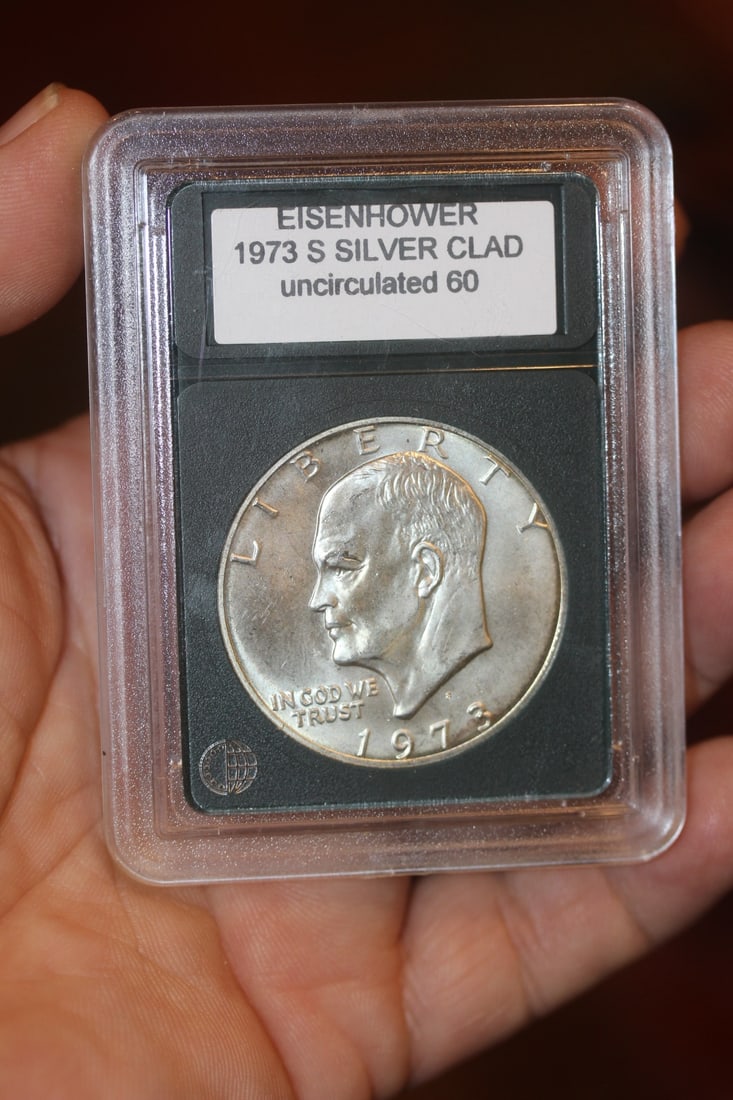 EISENHOWER
1973 S SILVER CLAD
uncirculated 60
LIBERTY
IN GOD WE
TRUST
1973